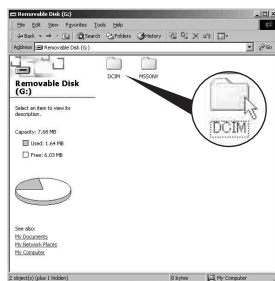 Removable Disk (G:)
File Edit View Favorites Tools Help
Back Search Folders History
Address Removable Disk (G:) Go
DCIM MSSONY
Removable Disk (G:)
Select an item to view its description.
Capacity: 7.68 MB
Used: 1.64 MB
Free: 6.03 MB
DCIM
See also:
My Documents
My Network Places
My Computer
2 object(s) (plus 1 hidden) 0 bytes My Computer